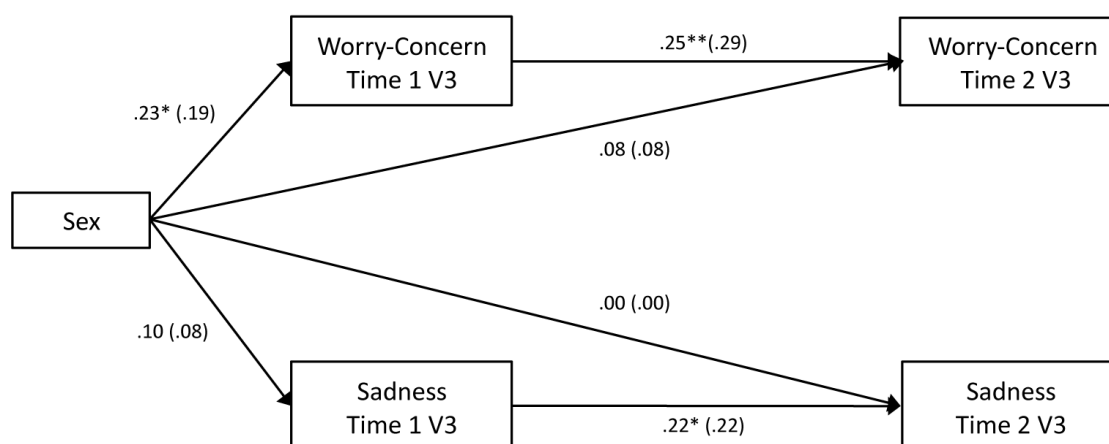 Worry-Concern
Time 1 V3
.25**(.29)
Worry-Concern
Time 2 V3
.23* (.19)
.08 (.08)
Sex
.00 (.00)
.10 (.08)
Sadness
Time 1 V3
.22* (.22)
Sadness
Time 2 V3